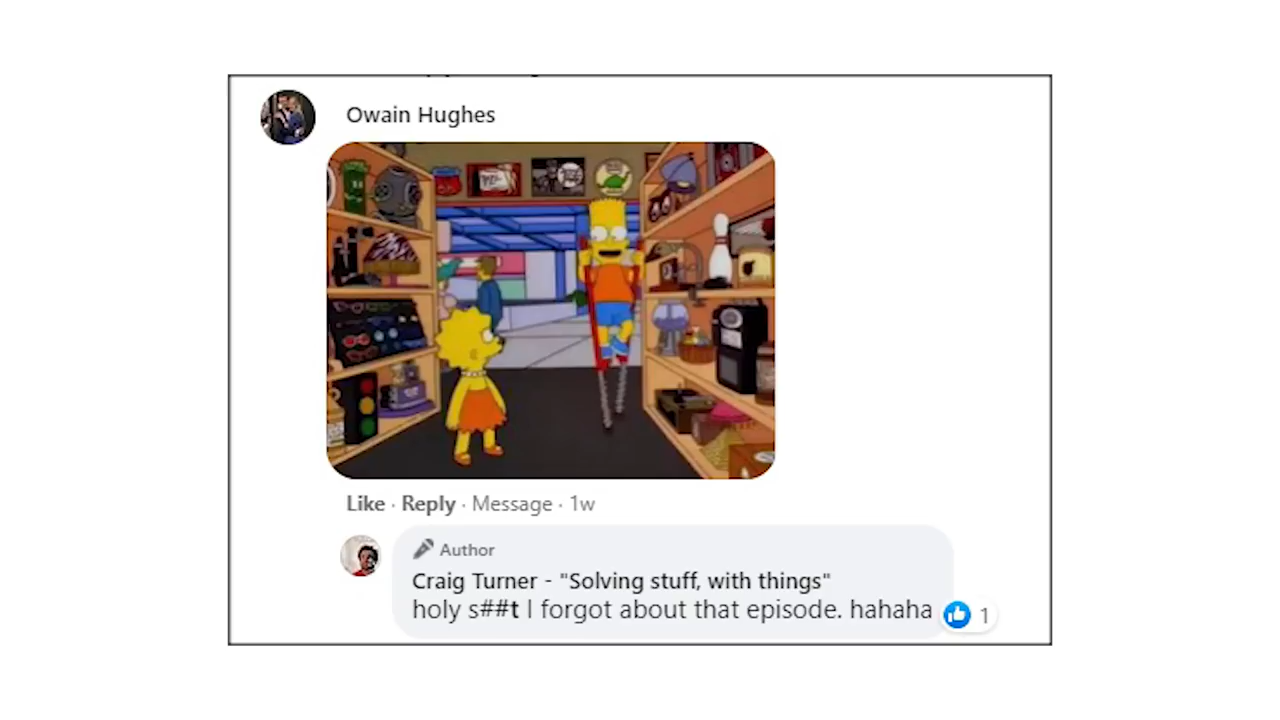 Owain Hughes
Like · Reply · Message · 1w
Author
Craig Turner - "Solving stuff, with things"
holy s##t I forgot about that episode. hahaha
1